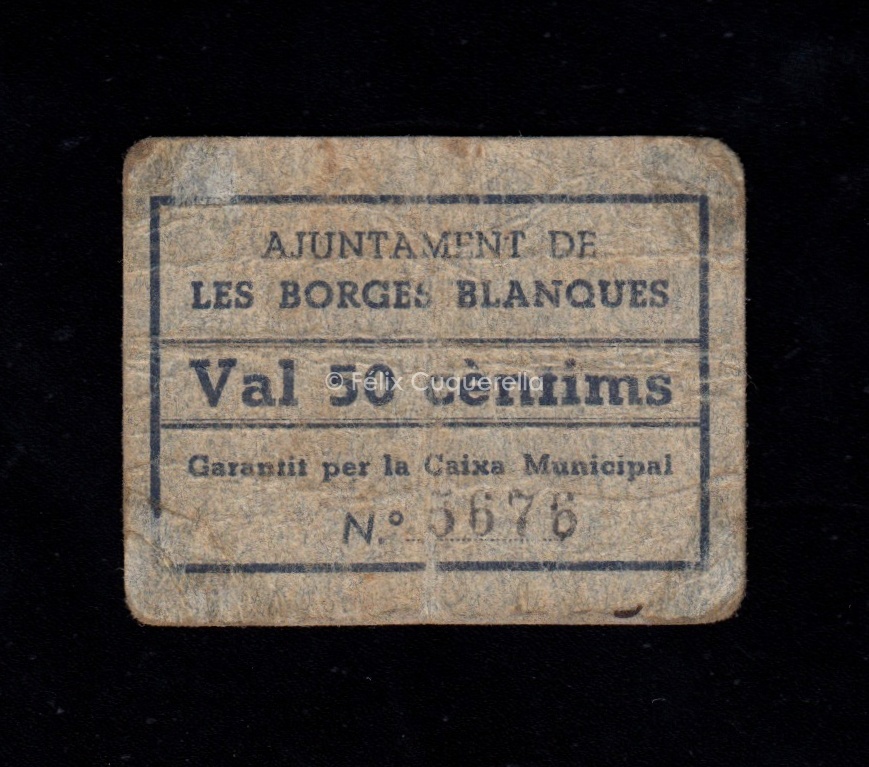 AJUNTAMENT DE
LES BORGES BLANQUES
Val 50 cèntims
© Fèlix Cuquerella
Garantit per la Caixa Municipal
N.º 5676